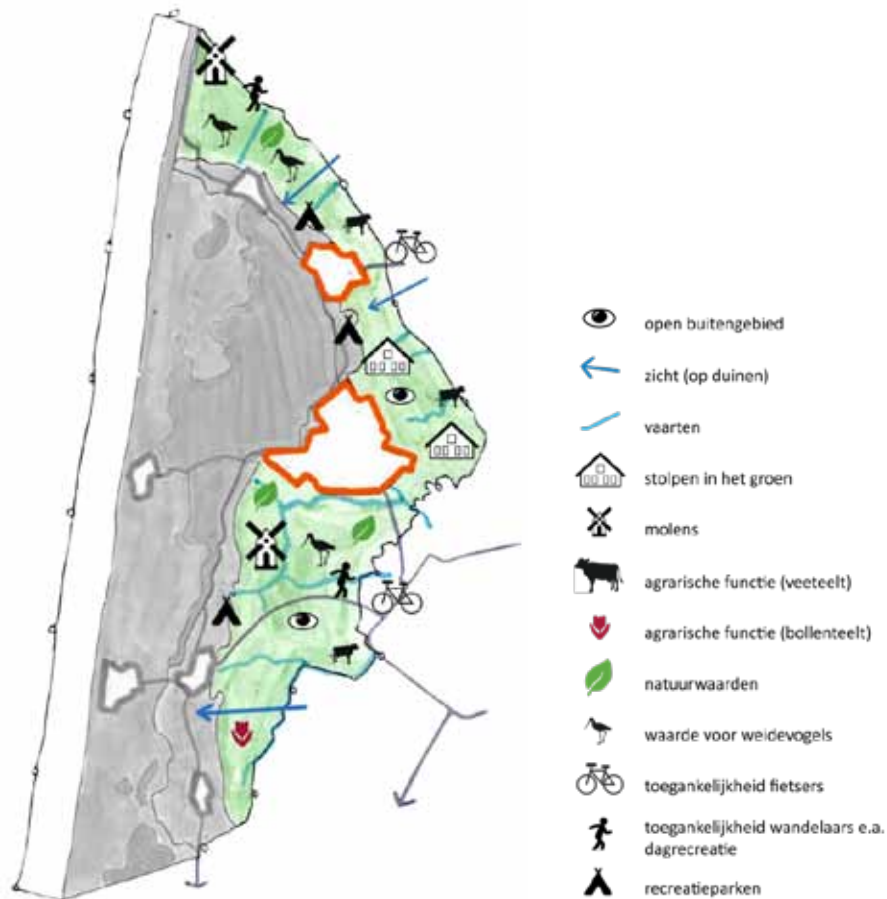 open buitengebied
zicht (op duinen)
vaarten
stolpen in het groen
molens
agrarische functie (veeteelt)
agrarische functie (bollenteelt)
natuurwaarden
waarde voor weidevogels
toegankelijkheid fietsers
toegankelijkheid wandelaars e.a.
dagrecreatie
recreatieparken